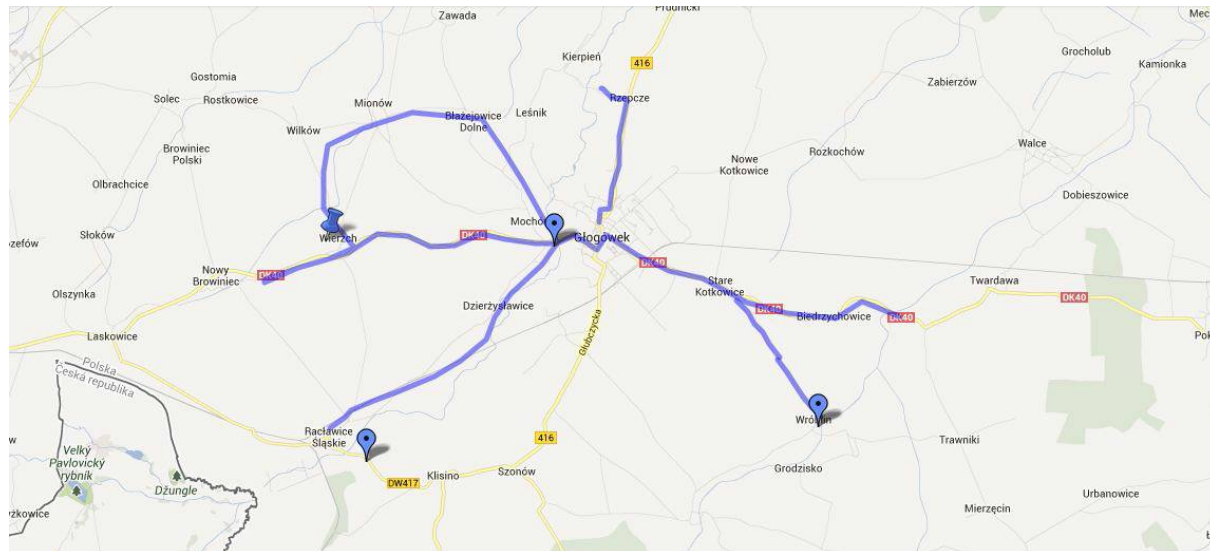 Prudnicki
Zawada
Mec
Kierpień
Grocholub
416
Kamionka
Gostomia
Zabierzów
Solec
Rostkowice
Mionów
Rzepcze
Błażejowice
Dolne
Leśnik
Wilków
Walce
Browiniec
Polski
Nowe
Kotkowice
Rozkochów
Olbrachcice
Dobieszowice
Mochów
Słoków
Wierzch
DK40
Głogówek
DK40
Nowy
Browiniec
DK40
Stare
Kotkowice
Twardawa
Olszynka
DK40
Dzierżysławice
DK40
Biedrzychowice
DK40
Laskowice
Głubczycka
Pok
Polska
Česká republika
Racławice
Śląskie
Wróblin
416
Trawniki
Velký
Pavlovický
rybník
Džungle
Klisino
Szonów
Grodzisko
DW417
Urbanowice
Mierzęcin